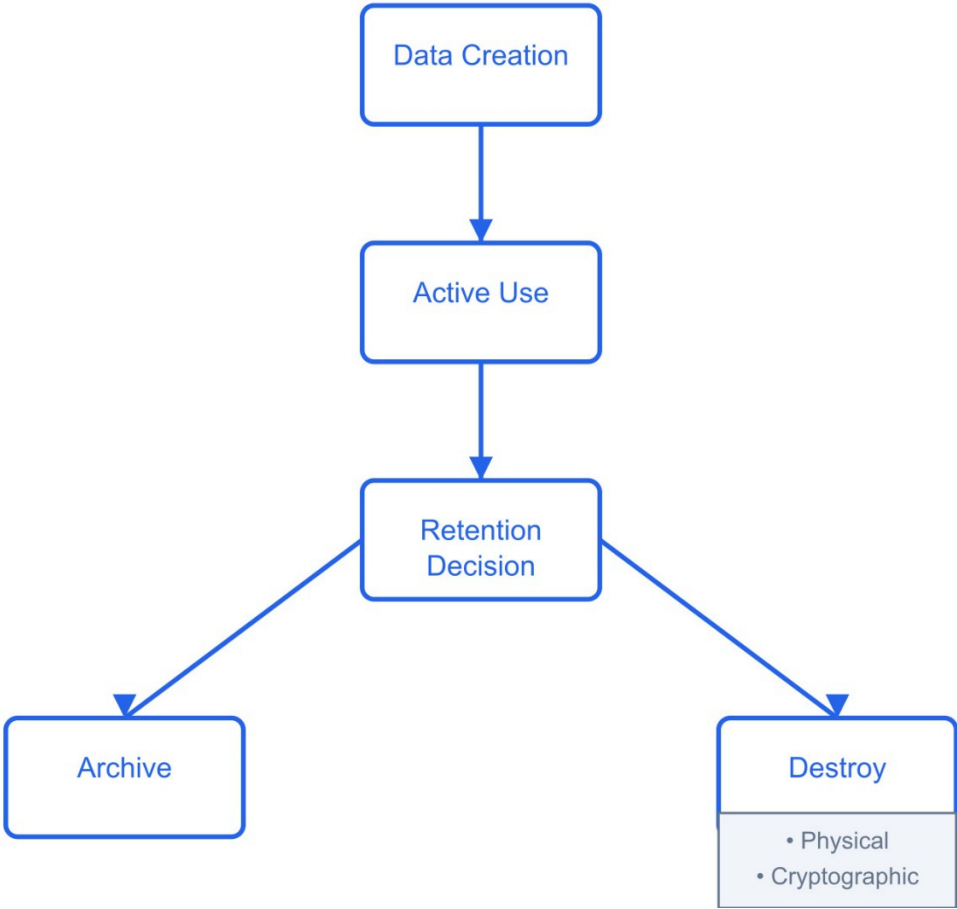 Data Creation
Active Use
Retention
Decision
Archive
Destroy
• Physical
• Cryptographic